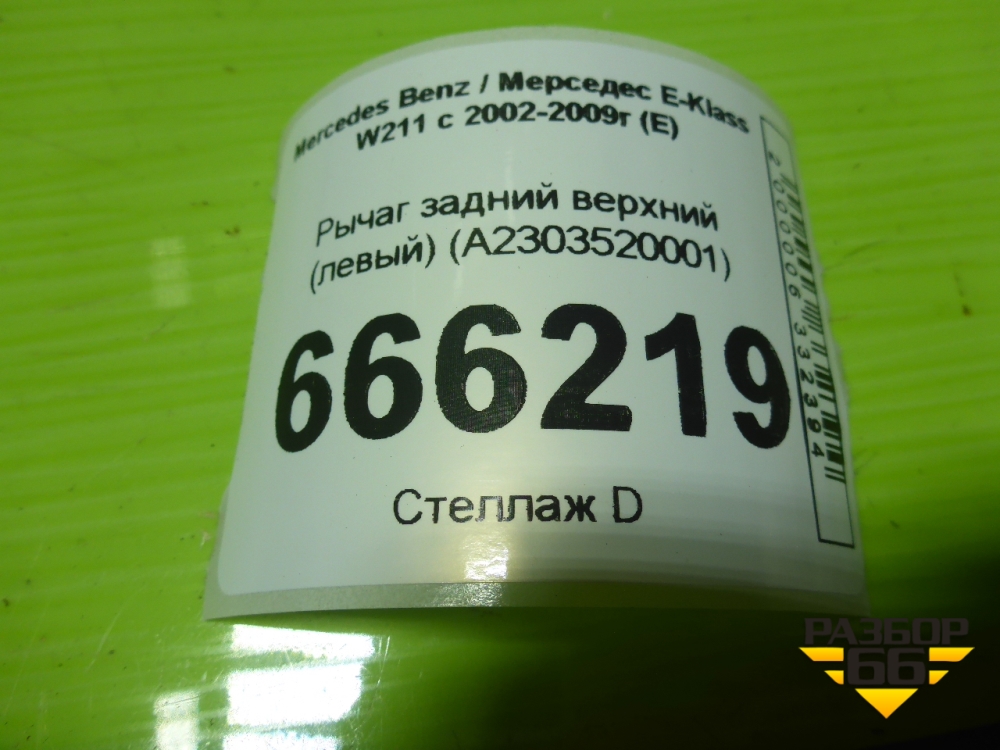 Mercedes Benz / Мерседес E-Klass
W211 с 2002-2009г (E)
Рычаг задний верхний
(левый) (A2303520001)
666219
Стеллаж D
2000006332394
РАЗБОР
66